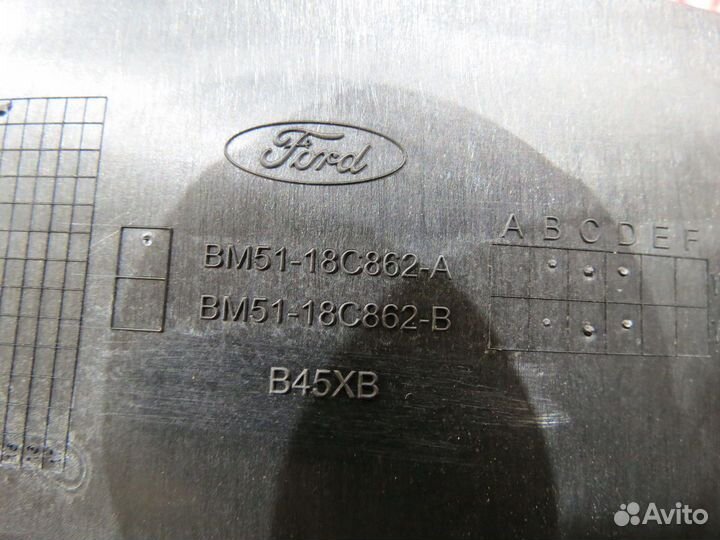 Ford
A B C D E F
BM51-18C862-A
BM51-18C862-B
B45XB
Avito